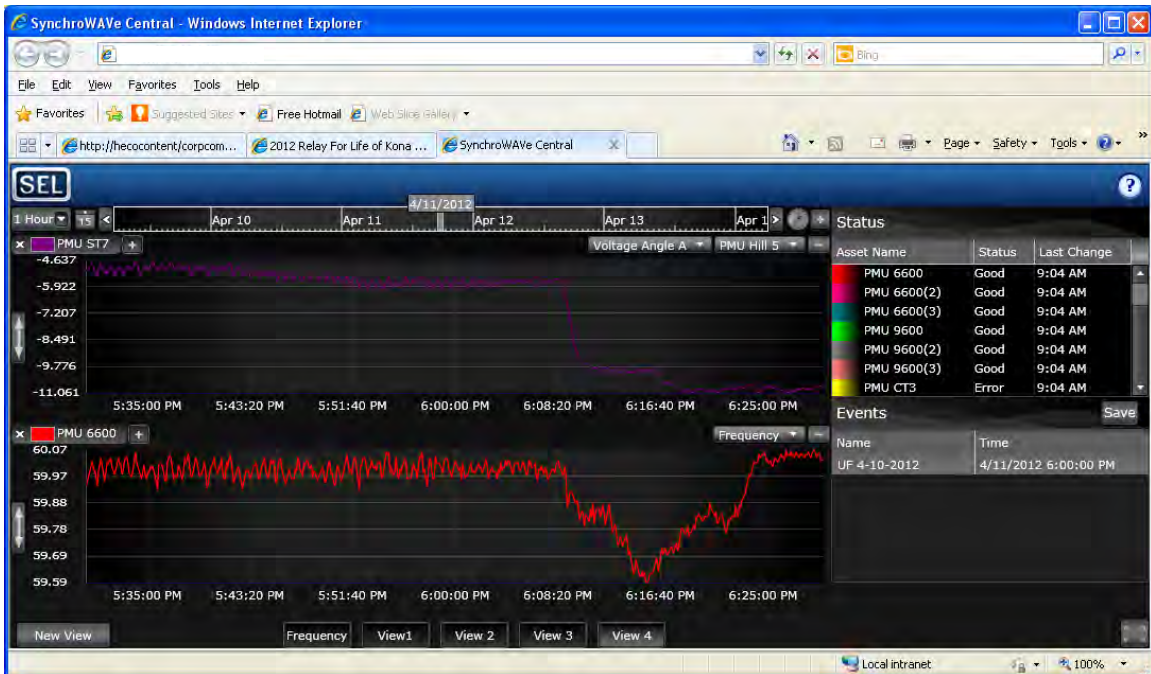 SynchroWAVe Central - Windows Internet Explorer
Bing
File Edit View Favorites Tools Help
Favorites Suggested Sites Free Hotmail Web Slice Gallery
http://hecocontent/corpcom... 2012 Relay For Life of Kona ... SynchroWAVe Central X Page Safety Tools »
SEL ?
4/11/2012
1 Hour 15 < Apr 10 Apr 11 Apr 12 Apr 13 Apr 1 > + Status
x PMU ST7 + Voltage Angle A PMU Hill 5 −
Asset Name Status Last Change
-4.637
PMU 6600 Good 9:04 AM
-5.922
PMU 6600(2) Good 9:04 AM
-7.207
PMU 6600(3) Good 9:04 AM
-8.491
PMU 9600 Good 9:04 AM
PMU 9600(2) Good 9:04 AM
-9.776
PMU 9600(3) Good 9:04 AM
-11.061
PMU CT3 Error 9:04 AM
5:35:00 PM 5:43:20 PM 5:51:40 PM 6:00:00 PM 6:08:20 PM 6:16:40 PM 6:25:00 PM
Events Save
x PMU 6600 + Frequency −
Name Time
60.07
UF 4-10-2012 4/11/2012 6:00:00 PM
59.97
59.88
59.78
59.69
59.59
5:35:00 PM 5:43:20 PM 5:51:40 PM 6:00:00 PM 6:08:20 PM 6:16:40 PM 6:25:00 PM
New View Frequency View1 View 2 View 3 View 4
Local intranet 100%